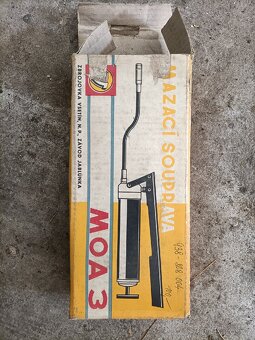 MAZACÍ SOUPRAVA
ZBROJOVKA VSETÍN, N.P., ZÁVOD JABLŮNKA
MOA 3